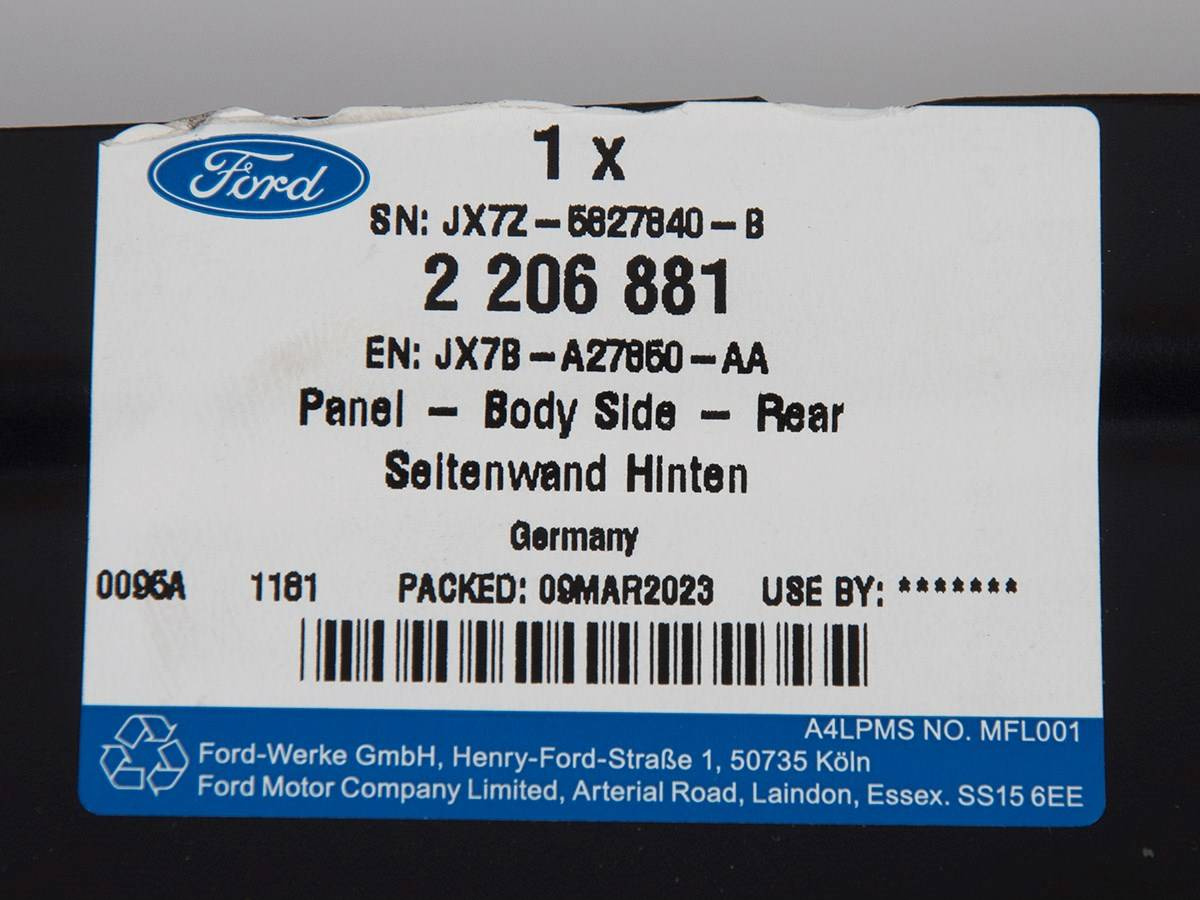 Ford
1 x
SN: JX7Z-5827840-B
2 206 881
EN: JX7B-A27850-AA
Panel - Body Side - Rear
Seitenwand Hinten
Germany
0095A 1181 PACKED: 09MAR2023 USE BY: *******
A4LPMS NO. MFL001
Ford-Werke GmbH, Henry-Ford-Straße 1, 50735 Köln
Ford Motor Company Limited, Arterial Road, Laindon, Essex. SS15 6EE